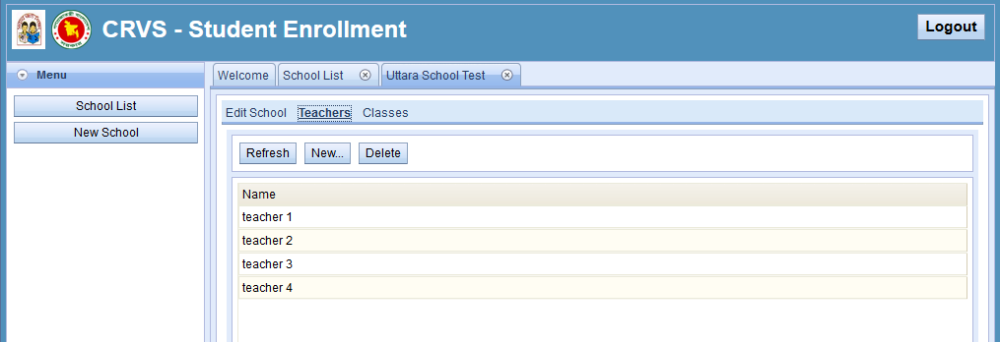 CRVS - Student Enrollment
Logout
Menu
Welcome School List Uttara School Test
School List
New School
Edit School Teachers Classes
Refresh New... Delete
Name
teacher 1
teacher 2
teacher 3
teacher 4